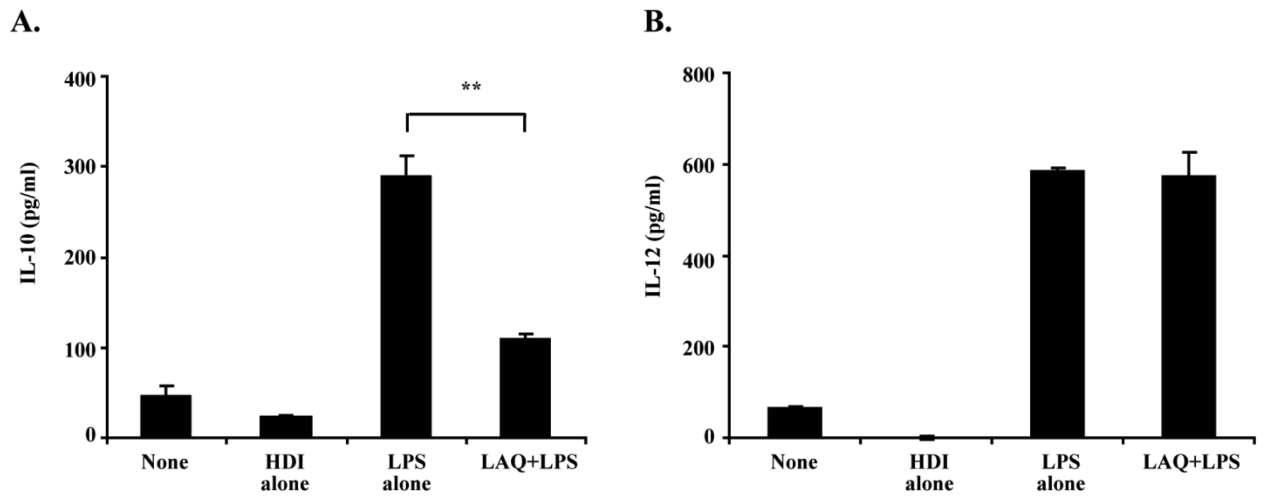 A.
400
300
200
100
0
IL-10 (pg/ml)
**
None
HDI
alone
LPS
alone
LAQ+LPS
B.
800
600
400
200
0
IL-12 (pg/ml)
None
HDI
alone
LPS
alone
LAQ+LPS